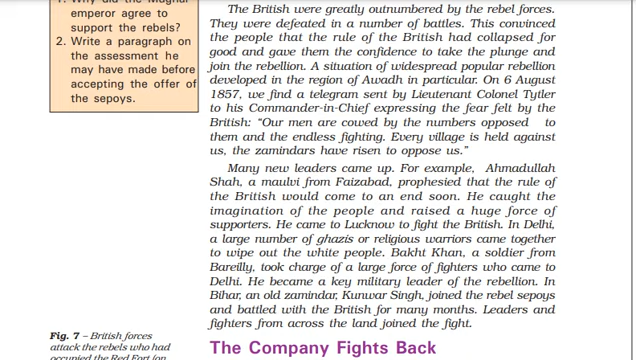 1. Why did the Mughal
emperor agree to
support the rebels?
2. Write a paragraph on
the assessment he
may have made before
accepting the offer of
the sepoys.
The British were greatly outnumbered by the rebel forces.
They were defeated in a number of battles. This convinced
the people that the rule of the British had collapsed for
good and gave them the confidence to take the plunge and
join the rebellion. A situation of widespread popular rebellion
developed in the region of Awadh in particular. On 6 August
1857, we find a telegram sent by Lieutenant Colonel Tytler
to his Commander-in-Chief expressing the fear felt by the
British: “Our men are cowed by the numbers opposed to
them and the endless fighting. Every village is held against
us, the zamindars have risen to oppose us.”
Many new leaders came up. For example, Ahmadullah
Shah, a maulvi from Faizabad, prophesied that the rule of
the British would come to an end soon. He caught the
imagination of the people and raised a huge force of
supporters. He came to Lucknow to fight the British. In Delhi,
a large number of ghazis or religious warriors came together
to wipe out the white people. Bakht Khan, a soldier from
Bareilly, took charge of a large force of fighters who came to
Delhi. He became a key military leader of the rebellion. In
Bihar, an old zamindar, Kunwar Singh, joined the rebel sepoys
and battled with the British for many months. Leaders and
fighters from across the land joined the fight.
Fig. 7 – British forces
attack the rebels who had
occupied the Red Fort (on
The Company Fights Back